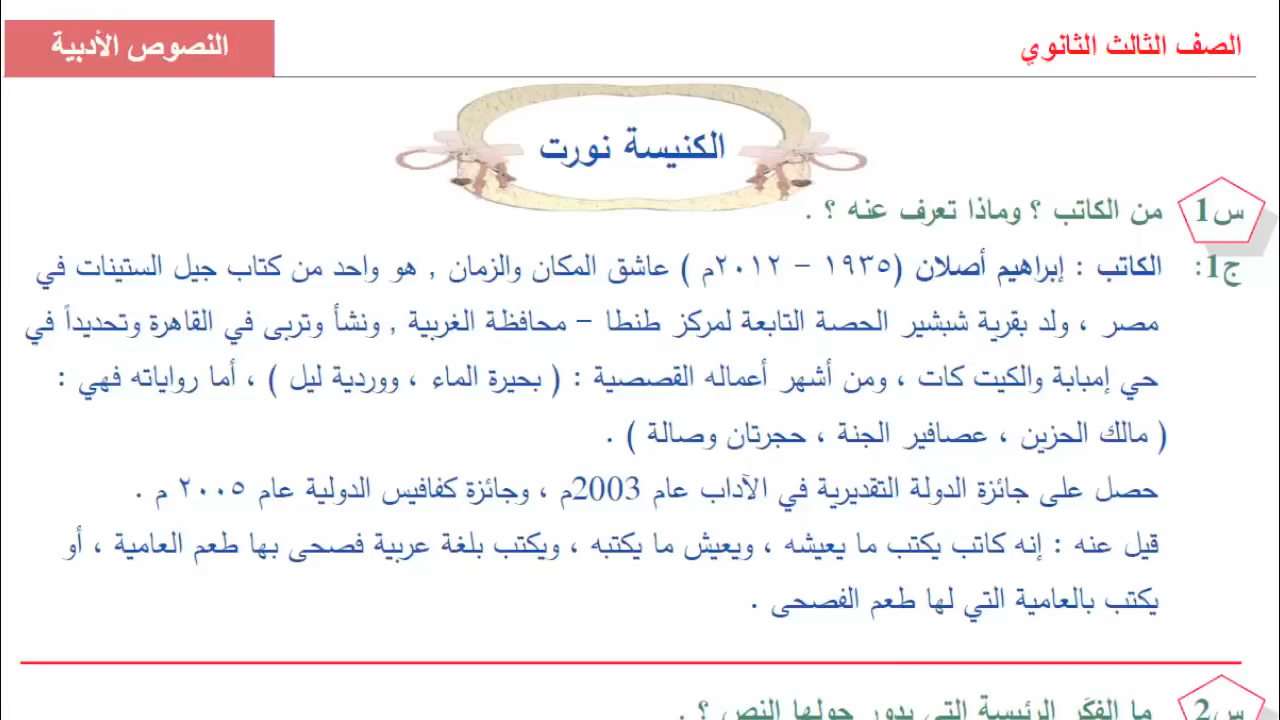 الصف الثالث الثانوي
النصوص الأدبية
الكنيسة نورت
س1 من الكاتب ؟ وماذا تعرف عنه ؟ .
ج1: الكاتب : إبراهيم أصلان (١٩٣٥ – ٢٠١٢م ) عاشق المكان والزمان , هو واحد من كتاب جيل الستينات في
مصر ، ولد بقرية شبشير الحصة التابعة لمركز طنطا – محافظة الغربية , ونشأ وتربى في القاهرة وتحديداً في
حي إمبابة والكيت كات ، ومن أشهر أعماله القصصية : ( بحيرة الماء ، ووردية ليل ) ، أما رواياته فهي :
( مالك الحزين ، عصافير الجنة ، حجرتان وصالة ) .
حصل على جائزة الدولة التقديرية في الآداب عام 2003م ، وجائزة كفافيس الدولية عام ٢٠٠٥ م .
قيل عنه : إنه كاتب يكتب ما يعيشه ، ويعيش ما يكتبه ، ويكتب بلغة عربية فصحى بها طعم العامية ، أو
يكتب بالعامية التي لها طعم الفصحى .
س2 ما الفِكَر الرئيسة التي يدور حولها النص ؟ .